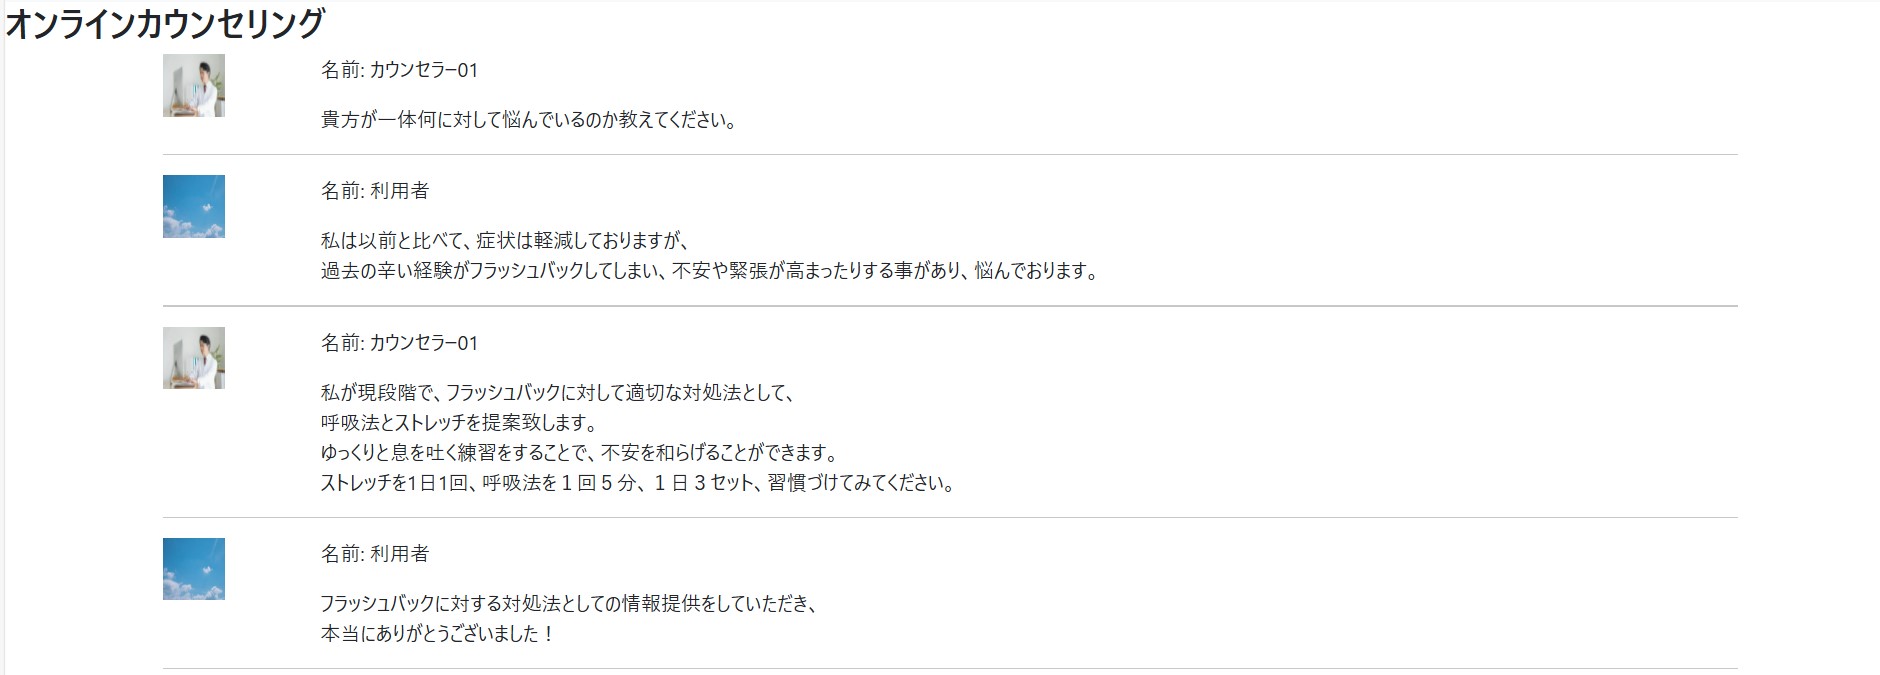 オンラインカウンセリング
名前: カウンセラー01
貴方が一体何に対して悩んでいるのか教えてください。
名前: 利用者
私は以前と比べて、症状は軽減しておりますが、
過去の辛い経験がフラッシュバックしてしまい、不安や緊張が高まったりする事があり、悩んでおります。
名前: カウンセラー01
私が現段階で、フラッシュバックに対して適切な対処法として、
呼吸法とストレッチを提案致します。
ゆっくりと息を吐く練習をすることで、不安を和らげることができます。
ストレッチを1日1回、呼吸法を１回５分、１日３セット、習慣づけてみてください。
名前: 利用者
フラッシュバックに対する対処法としての情報提供をしていただき、
本当にありがとうございました！